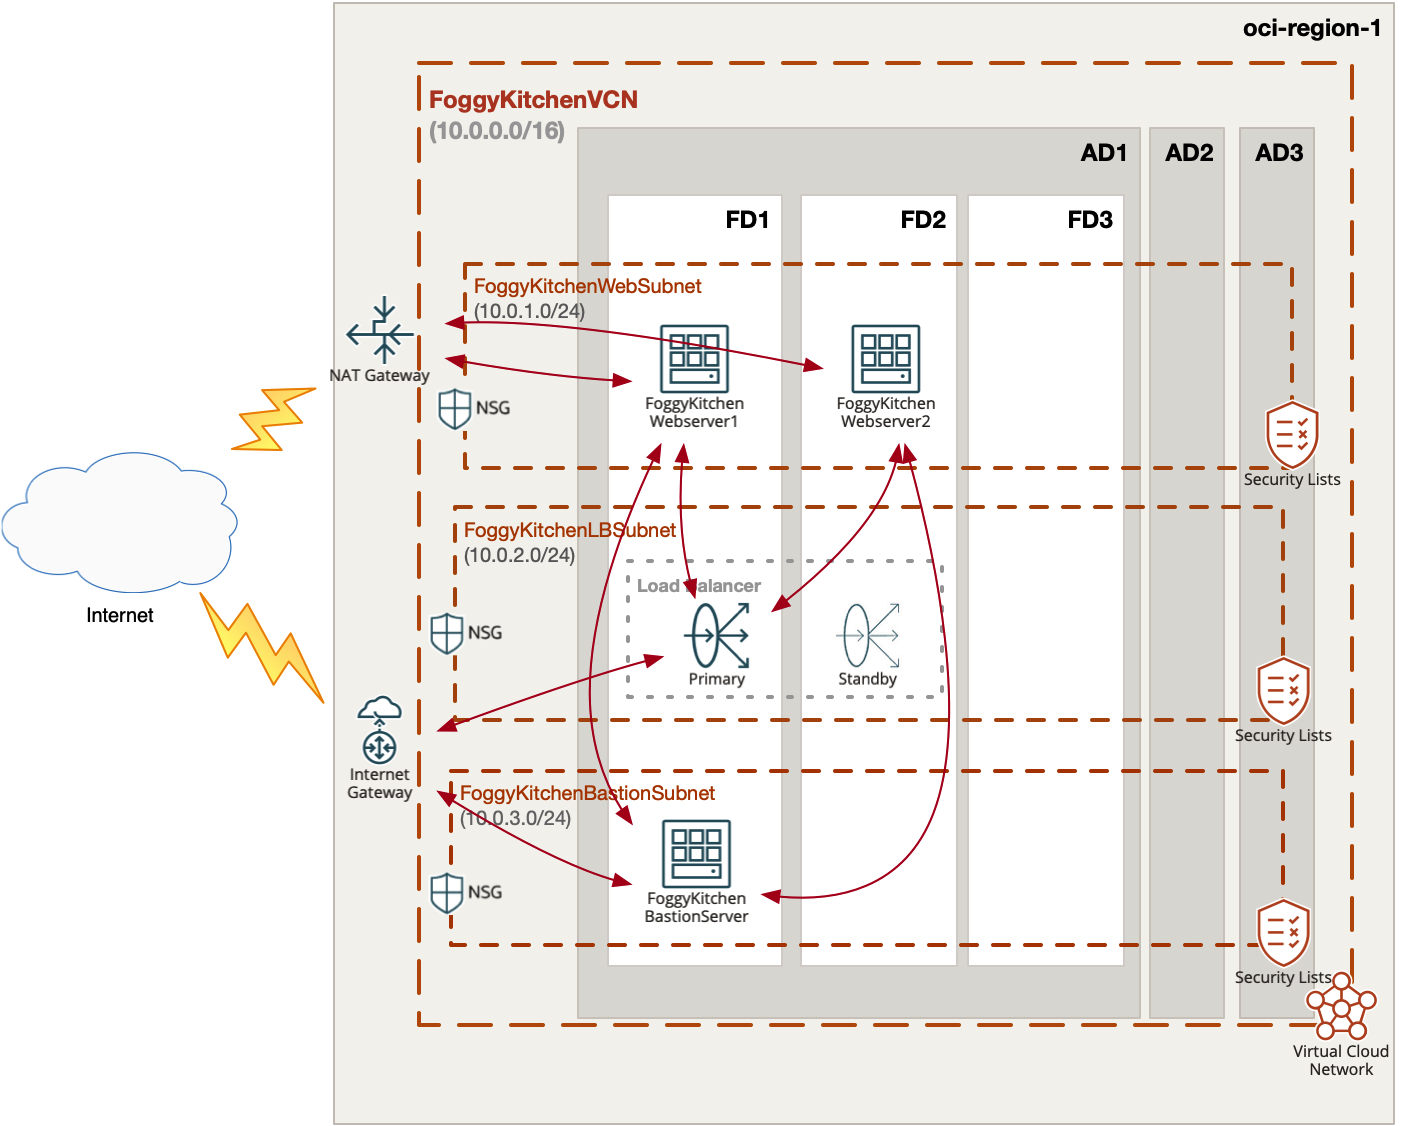 oci-region-1
FoggyKitchenVCN
(10.0.0.0/16)
AD1
AD2
AD3
FD1
FD2
FD3
FoggyKitchenWebSubnet
(10.0.1.0/24)
NAT Gateway
NSG
FoggyKitchen
Webserver1
FoggyKitchen
Webserver2
Security Lists
FoggyKitchenLBSubnet
(10.0.2.0/24)
Load Balancer
Internet
NSG
Primary
Standby
Security Lists
Internet
Gateway
FoggyKitchenBastionSubnet
(10.0.3.0/24)
NSG
FoggyKitchen
BastionServer
Security Lists
Virtual Cloud
Network